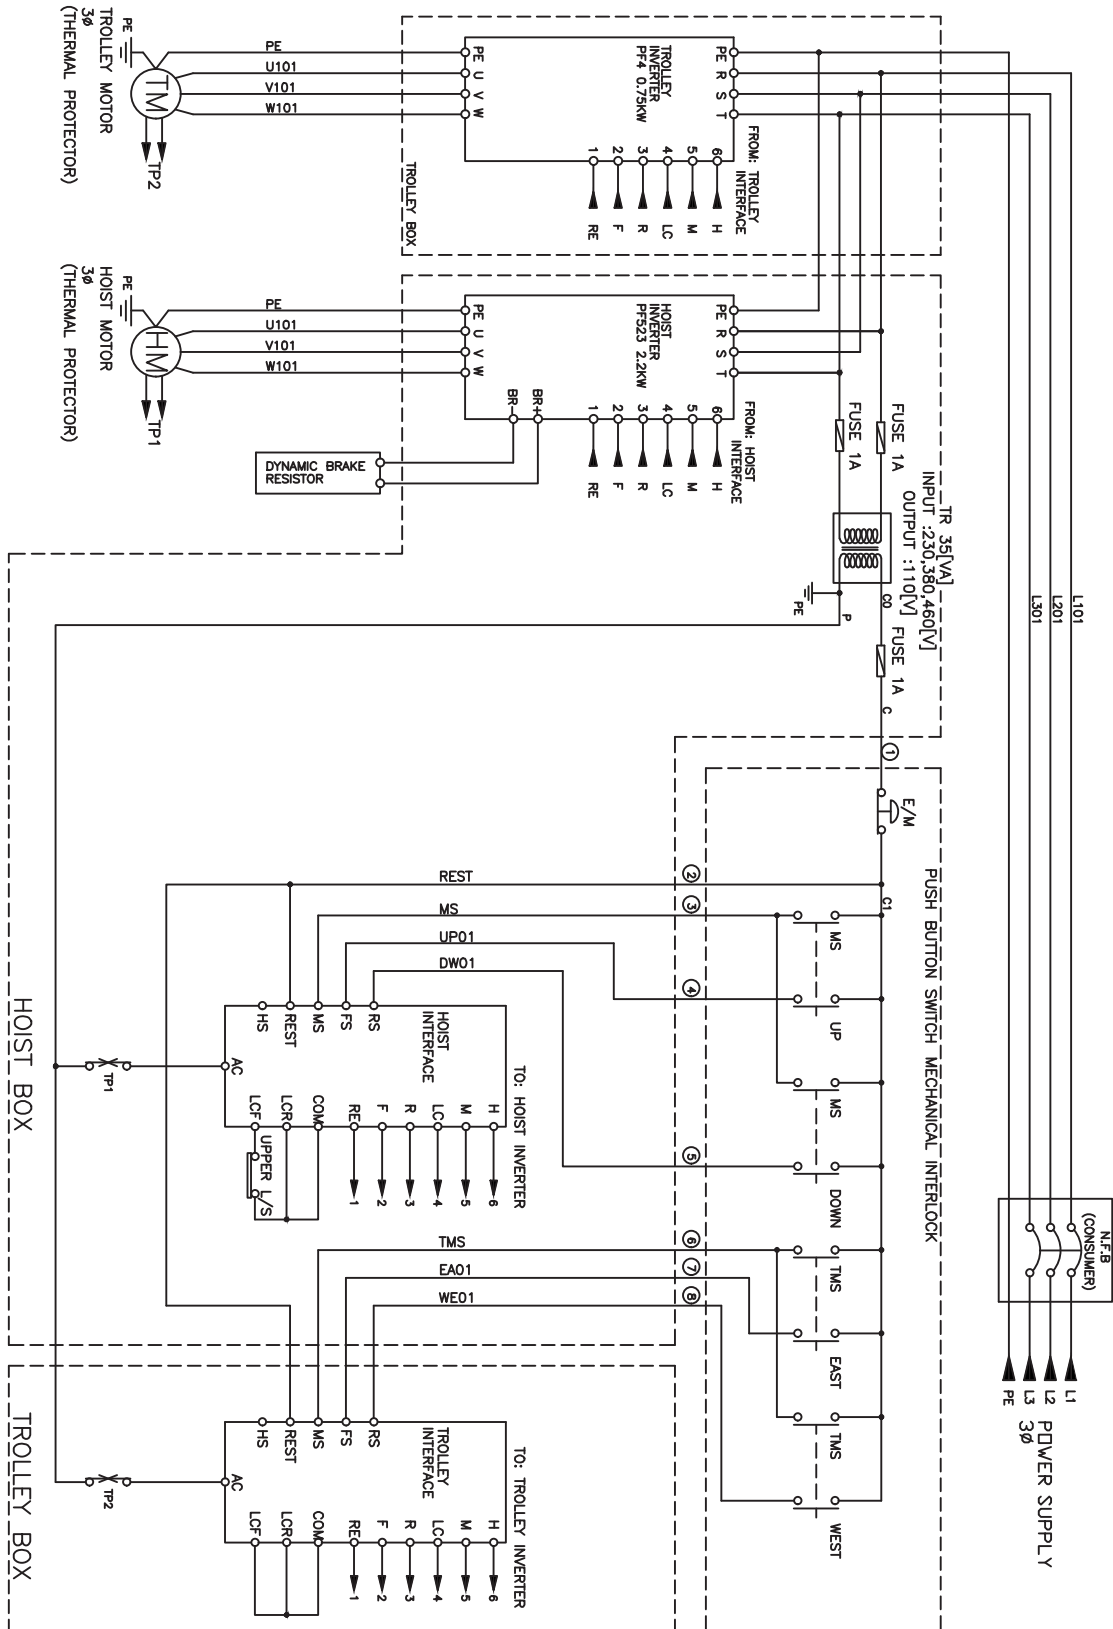 POWER SUPPLY
3Ø
L1
L2
L3
PE
N.F.B
(CONSUMER)
L101
L201
L301
TR 35[VA]
INPUT :230,380,460[V]
OUTPUT :110[V]
FUSE 1A
FUSE 1A
FUSE 1A
C0
P
PE
C
1
E/M
C1
PUSH BUTTON SWITCH MECHANICAL INTERLOCK
MS
UP
MS
DOWN
TMS
EAST
TMS
WEST
2
3
4
5
6
7
8
REST
MS
UP01
DW01
TMS
EA01
WE01
PE
R
S
T
TROLLEY
INVERTER
PF4 0.75KW
PE
U
V
W
FROM: TROLLEY
INTERFACE
6
5
4
3
2
1
H
M
LC
R
F
RE
TROLLEY BOX
PE
U101
V101
W101
PE
TM
TP2
TROLLEY MOTOR
3Ø
(THERMAL PROTECTOR)
PE
R
S
T
HOIST
INVERTER
PF523 2.2KW
PE
U
V
W
FROM: HOIST
INTERFACE
6
5
4
3
2
1
H
M
LC
R
F
RE
BR+
BR-
DYNAMIC BRAKE
RESISTOR
PE
U101
V101
W101
PE
HM
TP1
HOIST MOTOR
3Ø
(THERMAL PROTECTOR)
RS
FS
MS
REST
HS
HOIST
INTERFACE
AC
TP1
LCF
LCR
COM
RE
F
R
LC
M
H
1
2
3
4
5
6
TO: HOIST INVERTER
UPPER L/S
HOIST BOX
RS
FS
MS
REST
HS
TROLLEY
INTERFACE
AC
TP2
LCF
LCR
COM
RE
F
R
LC
M
H
1
2
3
4
5
6
TO: TROLLEY INVERTER
TROLLEY BOX